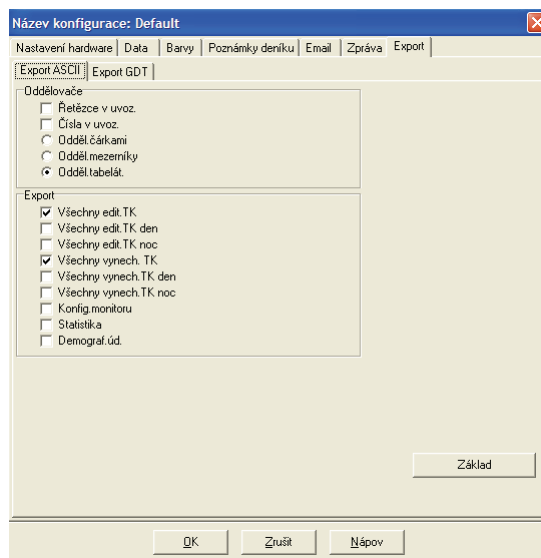 Název konfigurace: Default
Nastavení hardware Data Barvy Poznámky deníku Email Zpráva Export
Export ASCII Export GDT
Oddělovače
Řetězce v uvoz.
Čísla v uvoz.
Odděl.čárkami
Odděl.mezerníky
Odděl.tabelát.
Export
Všechny edit.TK
Všechny edit.TK den
Všechny edit.TK noc
Všechny vynech. TK
Všechny vynech.TK den
Všechny vynech.TK noc
Konfig.monitoru
Statistika
Demograf.úd.
Základ
OK Zrušit Nápov